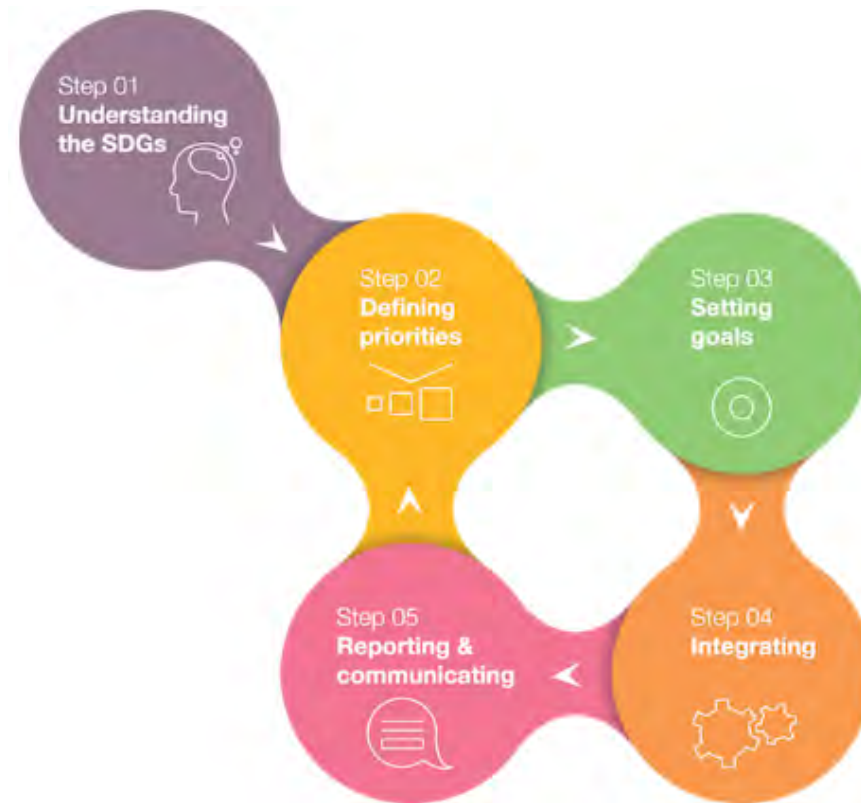 Step 01
Understanding
the SDGs
Step 02
Defining
priorities
Step 03
Setting
goals
Step 04
Integrating
Step 05
Reporting &
communicating